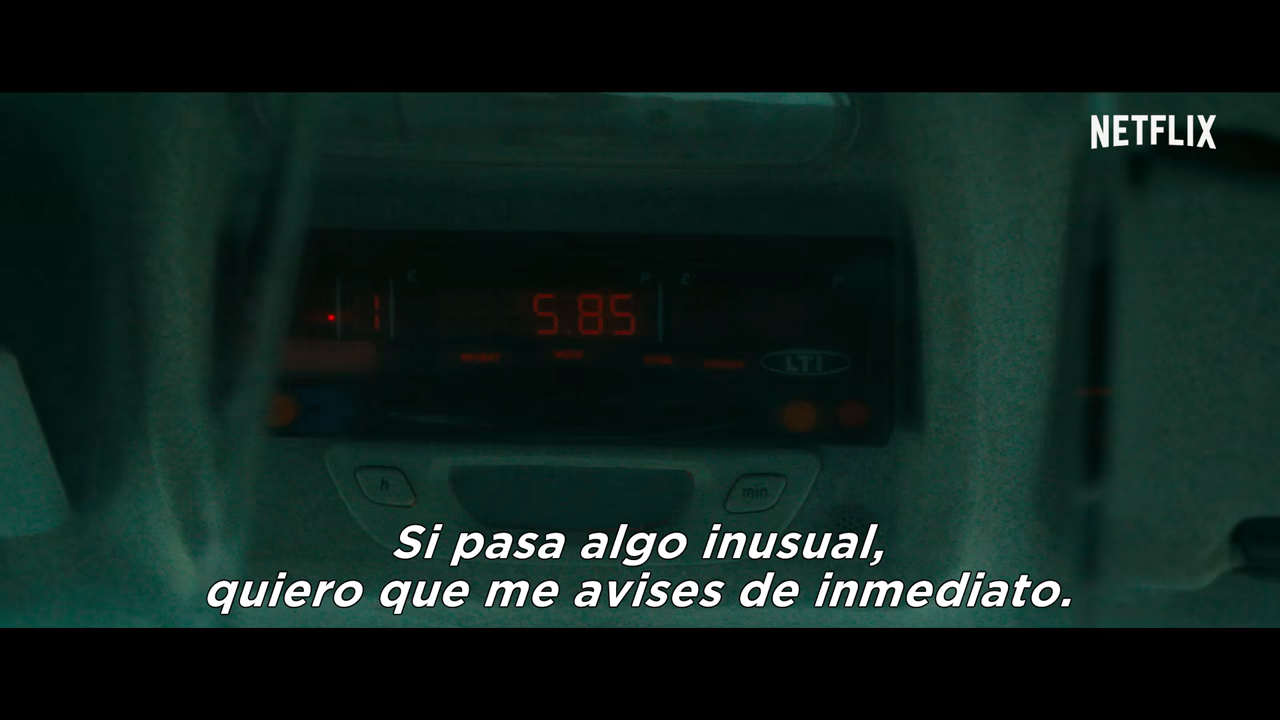 NETFLIX
1 5.85
LTI
h min
Si pasa algo inusual,
quiero que me avises de inmediato.